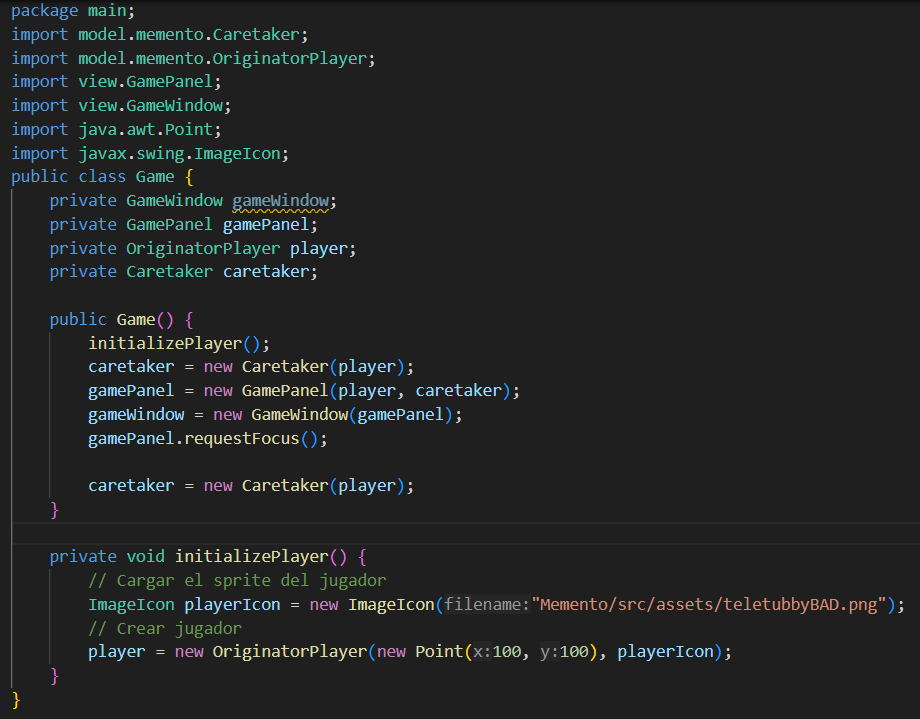 package main;
import model.memento.Caretaker;
import model.memento.OriginatorPlayer;
import view.GamePanel;
import view.GameWindow;
import java.awt.Point;
import javax.swing.ImageIcon;
public class Game {
    private GameWindow gameWindow;
    private GamePanel gamePanel;
    private OriginatorPlayer player;
    private Caretaker caretaker;

    public Game() {
        initializePlayer();
        caretaker = new Caretaker(player);
        gamePanel = new GamePanel(player, caretaker);
        gameWindow = new GameWindow(gamePanel);
        gamePanel.requestFocus();

        caretaker = new Caretaker(player);
    }

    private void initializePlayer() {
        // Cargar el sprite del jugador
        ImageIcon playerIcon = new ImageIcon(filename:"Memento/src/assets/teletubbyBAD.png");
        // Crear jugador
        player = new OriginatorPlayer(new Point(x:100, y:100), playerIcon);
    }
}